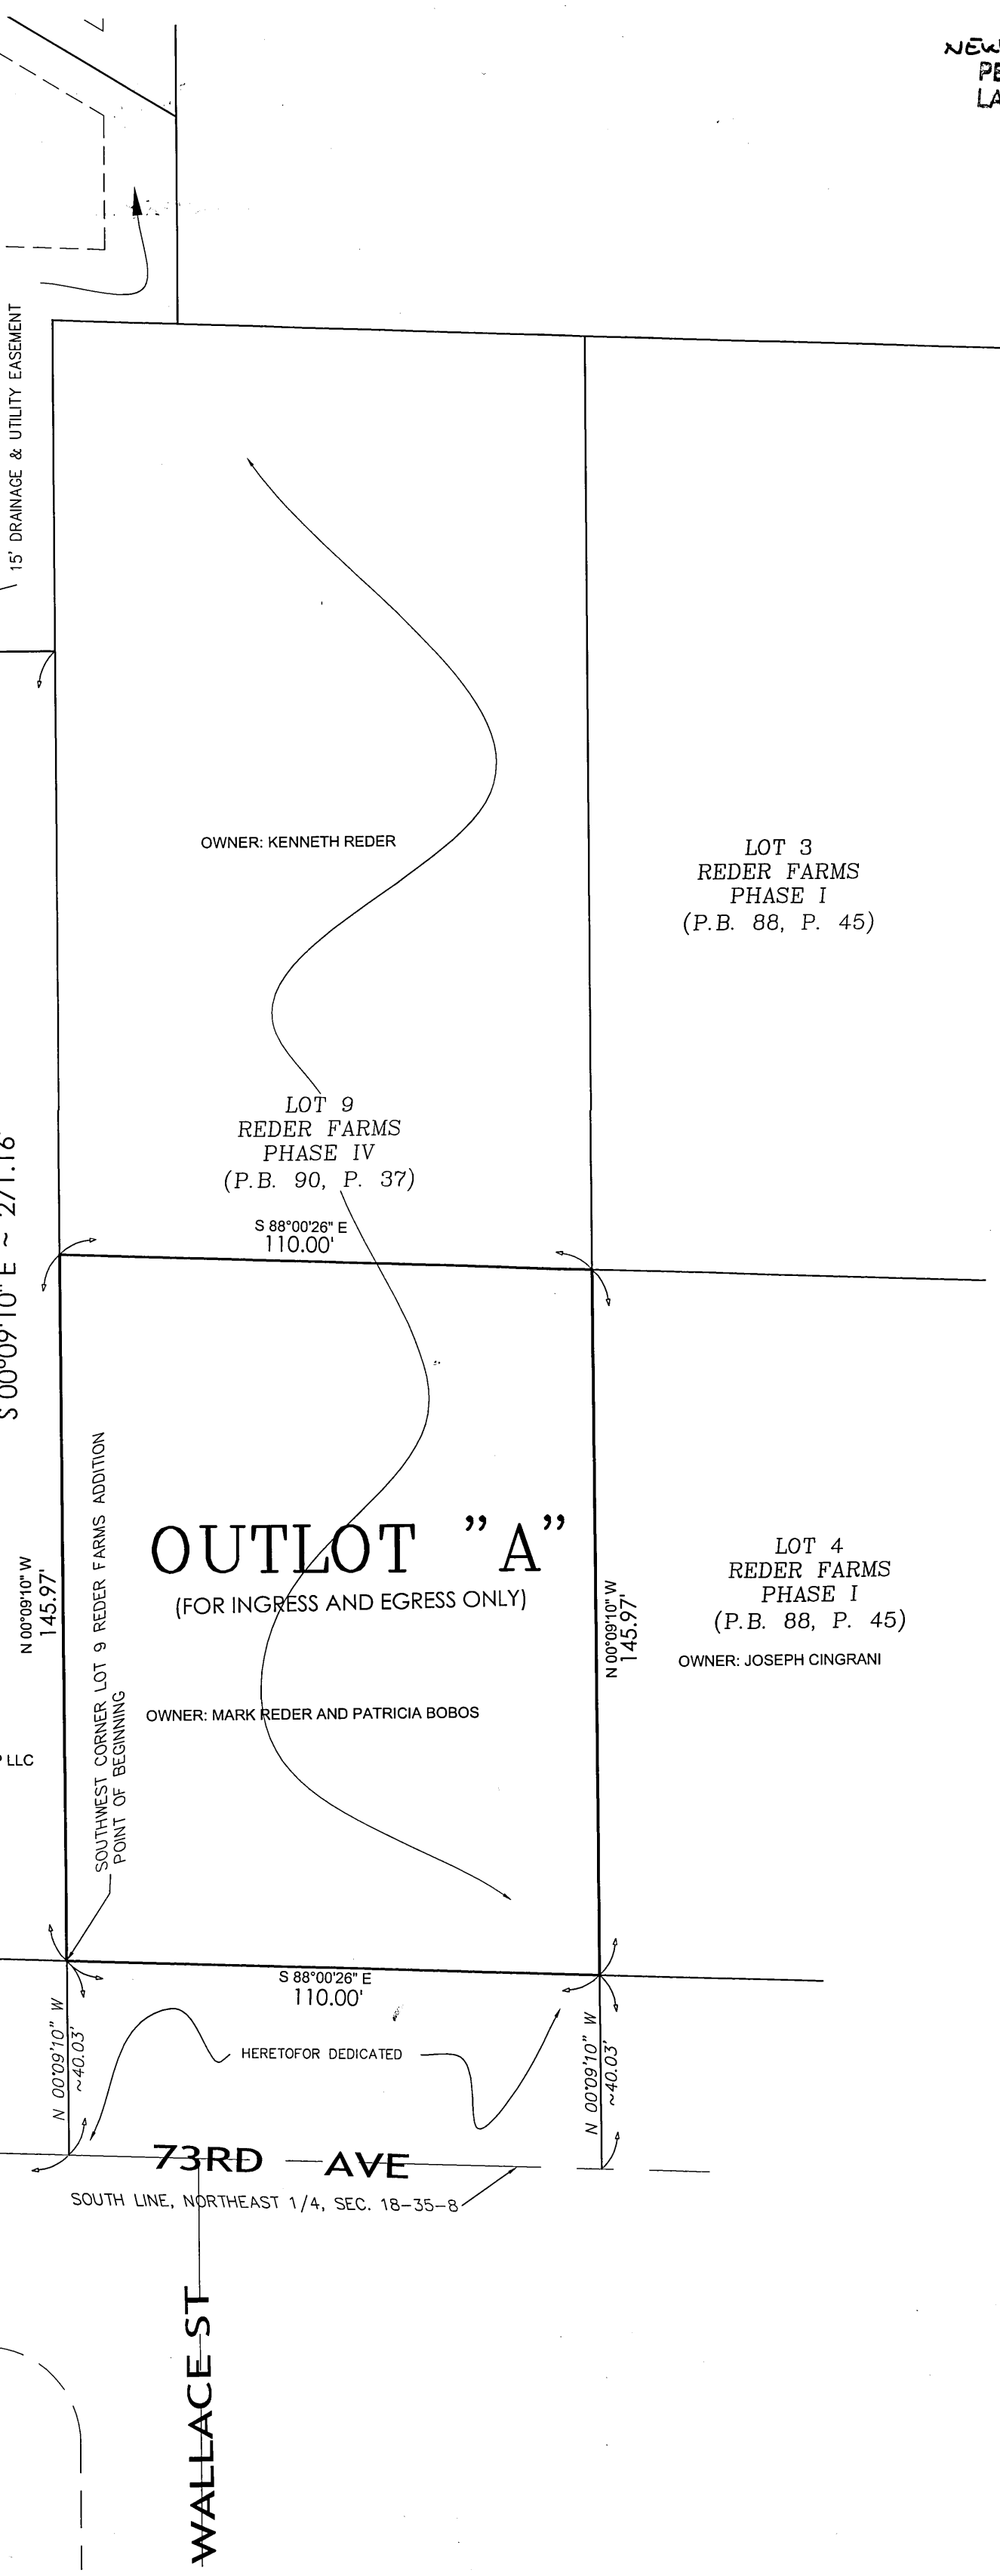 15' DRAINAGE & UTILITY EASEMENT
OWNER: KENNETH REDER
LOT 3
REDER FARMS
PHASE I
(P.B. 88, P. 45)
LOT 9
REDER FARMS
PHASE IV
(P.B. 90, P. 37)
S 88°00'26" E
110.00'
S 00°09'10" E ~ 271.16'
N 00°09'10" W
145.97'
SOUTHWEST CORNER LOT 9 REDER FARMS ADDITION
POINT OF BEGINNING
OUTLOT "A"
(FOR INGRESS AND EGRESS ONLY)
OWNER: MARK REDER AND PATRICIA BOBOS
N 00°09'10" W
145.97'
LOT 4
REDER FARMS
PHASE I
(P.B. 88, P. 45)
OWNER: JOSEPH CINGRANI
LLC
S 88°00'26" E
110.00'
N 00°09'10" W
~40.03'
HERETOFOR DEDICATED
N 00°09'10" W
~40.03'
73RD AVE
SOUTH LINE, NORTHEAST 1/4, SEC. 18-35-8
WALLACE ST